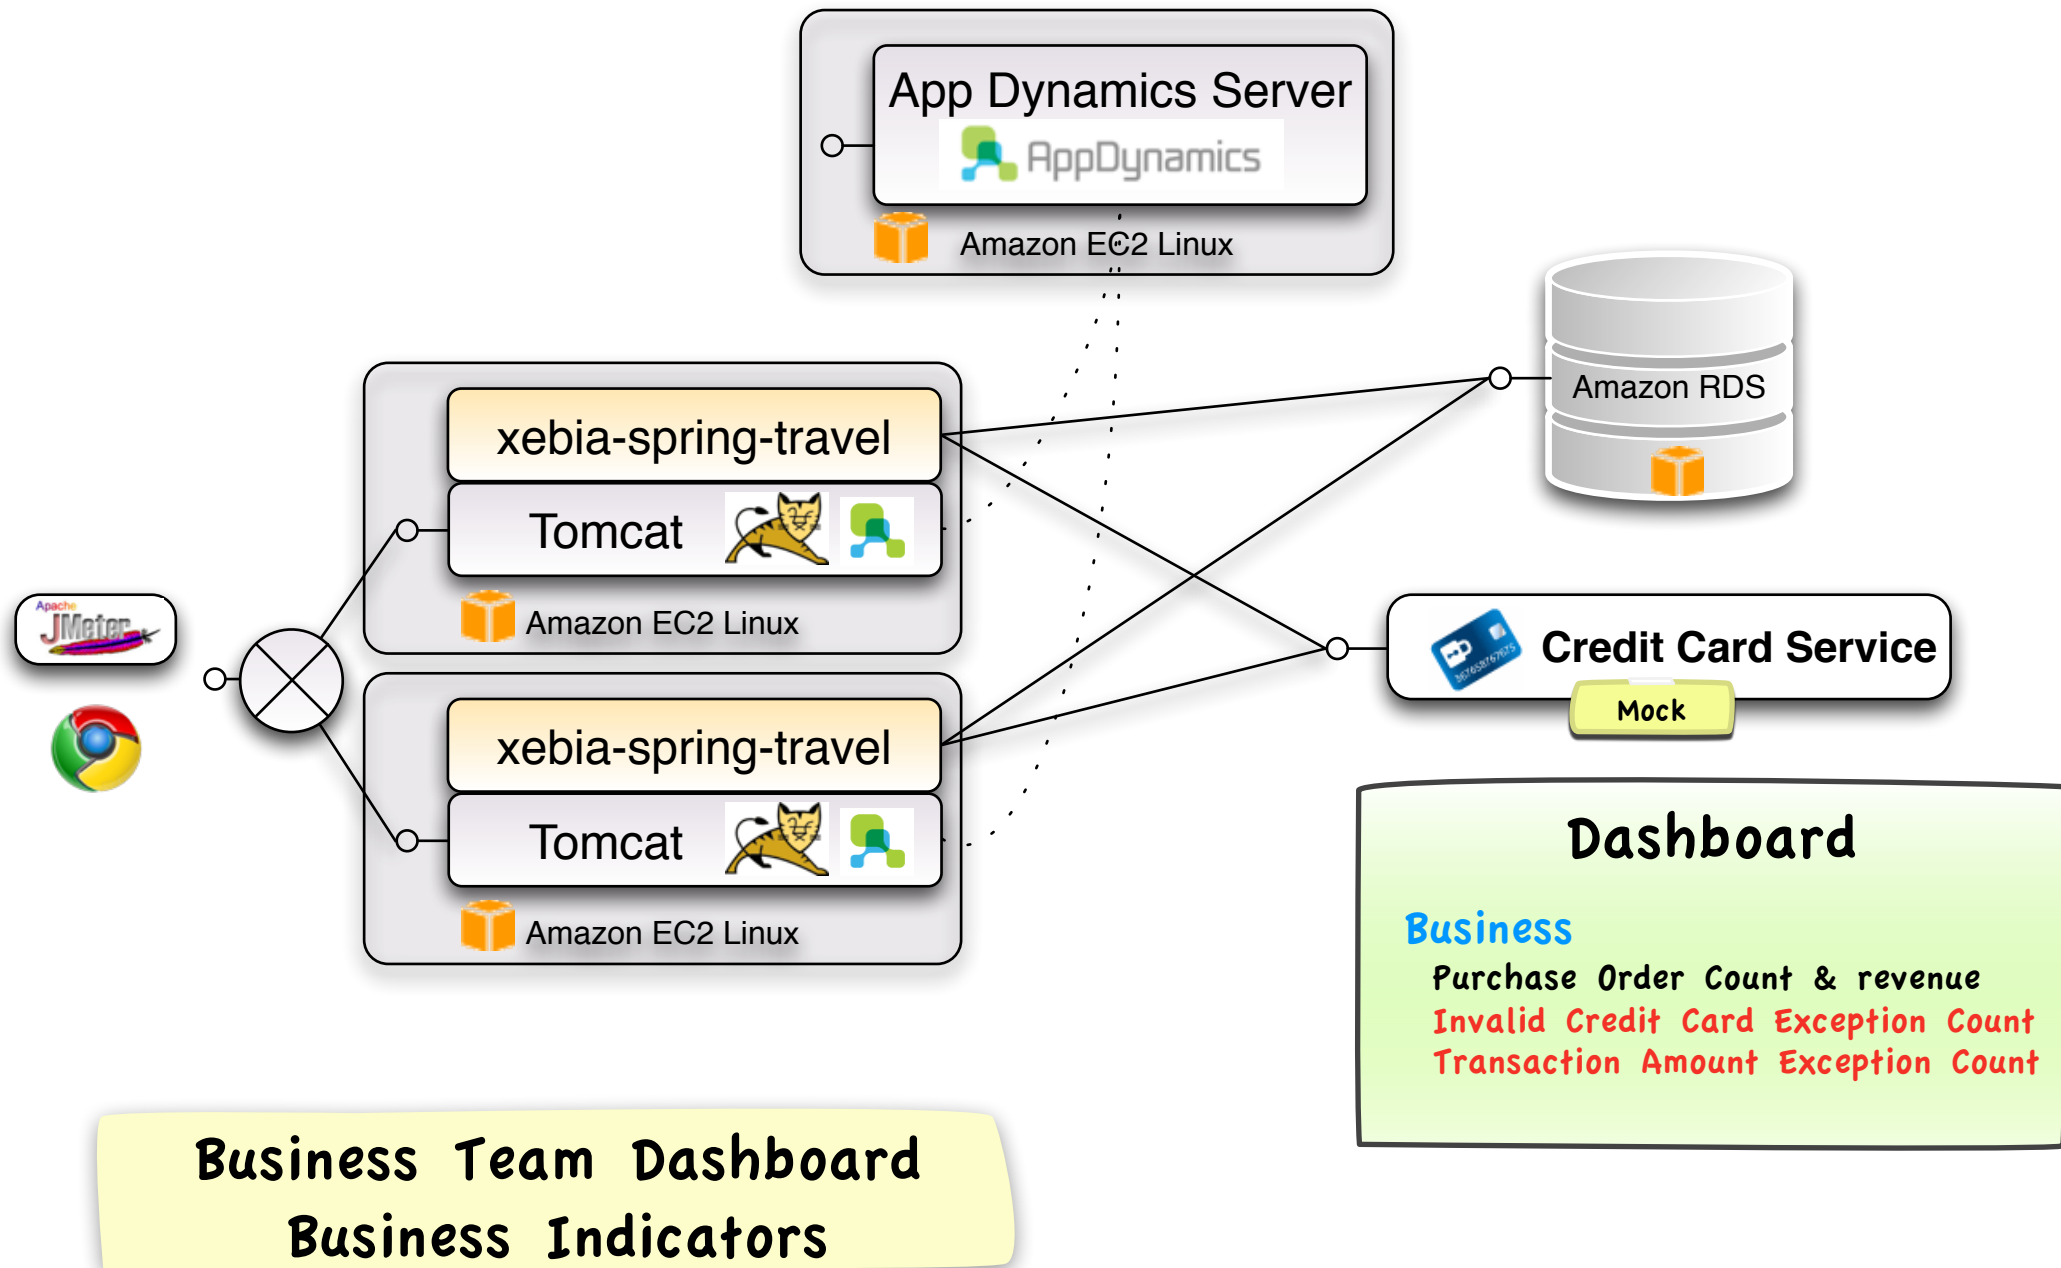 App Dynamics Server
AppDynamics
Amazon EC2 Linux
Amazon RDS
xebia-spring-travel
Tomcat
Amazon EC2 Linux
Apache
JMeter
Credit Card Service
Mock
xebia-spring-travel
Tomcat
Amazon EC2 Linux
Dashboard
Business
Purchase Order Count & revenue
Invalid Credit Card Exception Count
Transaction Amount Exception Count
Business Team Dashboard
Business Indicators